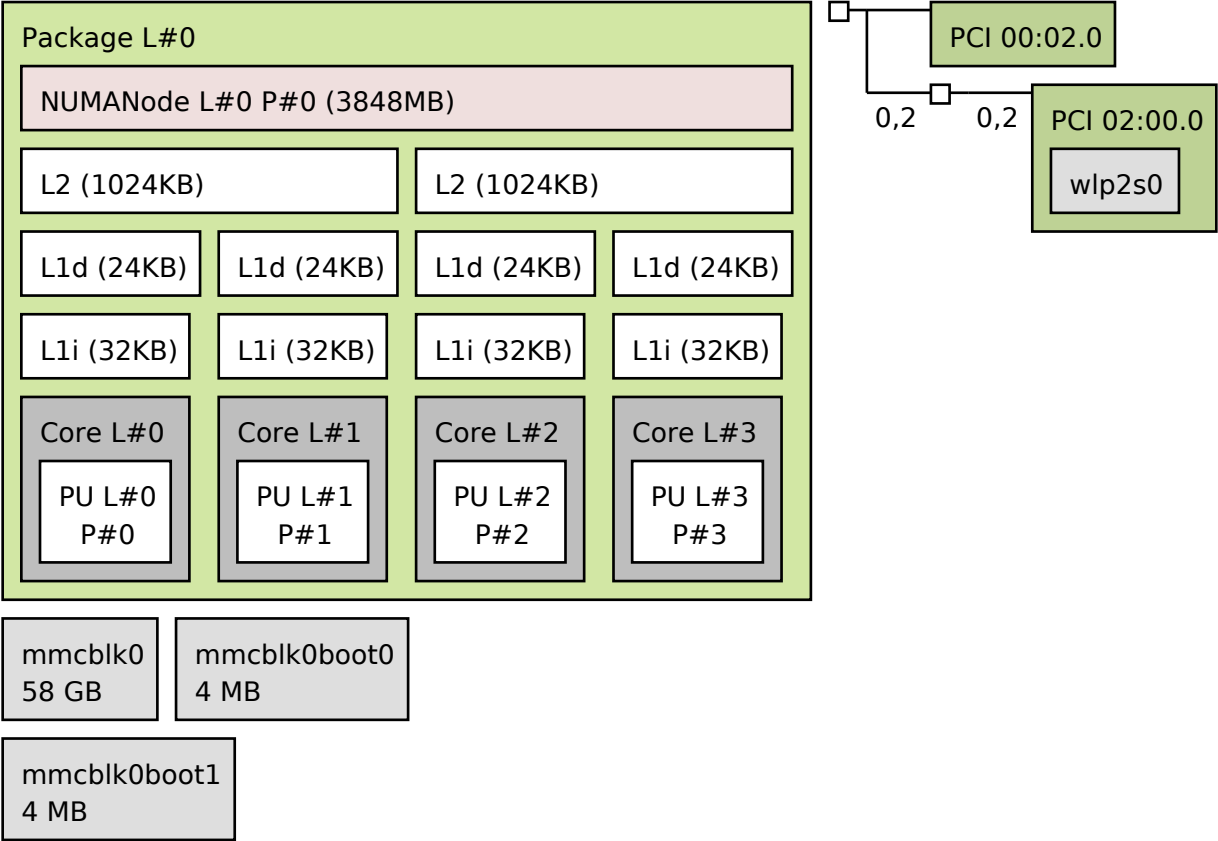 Package L#0
NUMANode L#0 P#0 (3848MB)
L2 (1024KB)
L2 (1024KB)
L1d (24KB)
L1d (24KB)
L1d (24KB)
L1d (24KB)
L1i (32KB)
L1i (32KB)
L1i (32KB)
L1i (32KB)
Core L#0
PU L#0
P#0
Core L#1
PU L#1
P#1
Core L#2
PU L#2
P#2
Core L#3
PU L#3
P#3
PCI 00:02.0
0,2
0,2
PCI 02:00.0
wlp2s0
mmcblk0
58 GB
mmcblk0boot0
4 MB
mmcblk0boot1
4 MB